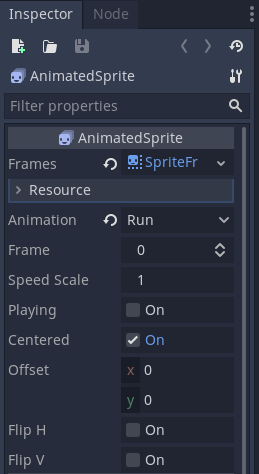 Inspector Node
AnimatedSprite
Filter properties
AnimatedSprite
Frames SpriteFr
Resource
Animation Run
Frame 0
Speed Scale 1
Playing On
Centered On
Offset x 0
y 0
Flip H On
Flip V On